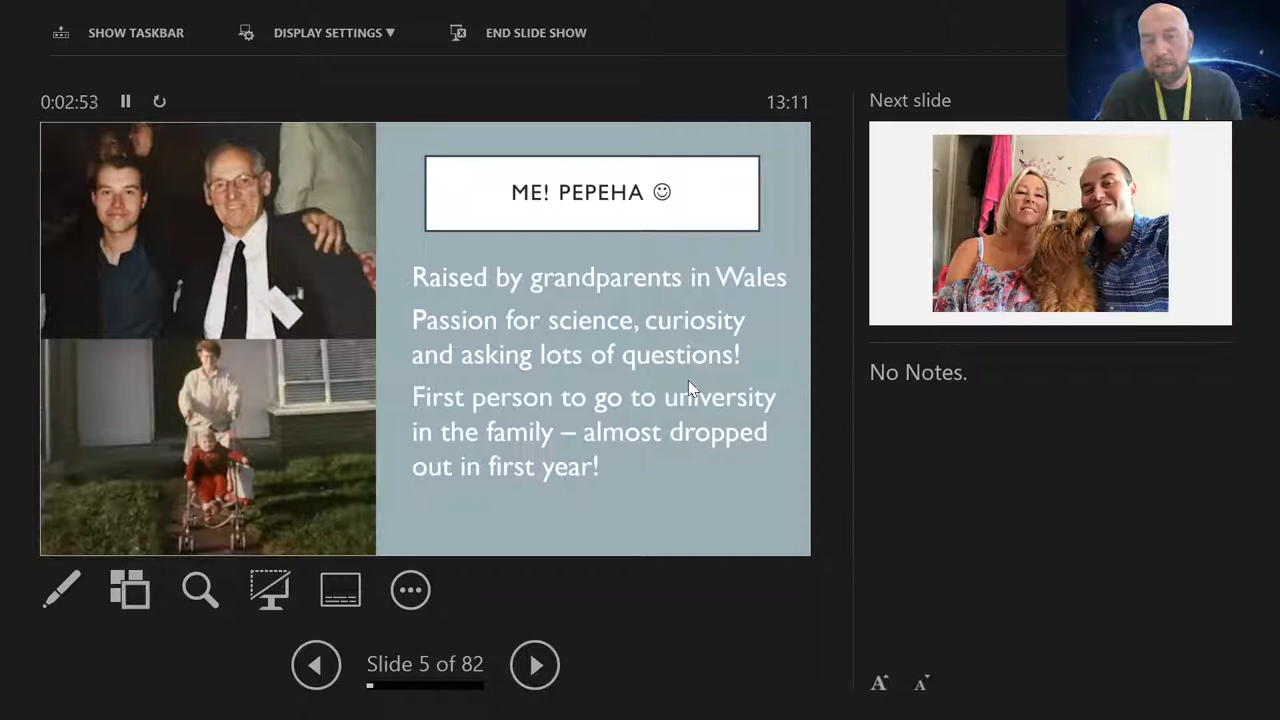 SHOW TASKBAR
DISPLAY SETTINGS ▼
END SLIDE SHOW
0:02:53
13:11
Next slide
ME! PEPEHA ☺
Raised by grandparents in Wales
Passion for science, curiosity
and asking lots of questions!
First person to go to university
in the family – almost dropped
out in first year!
No Notes.
Slide 5 of 82
A A